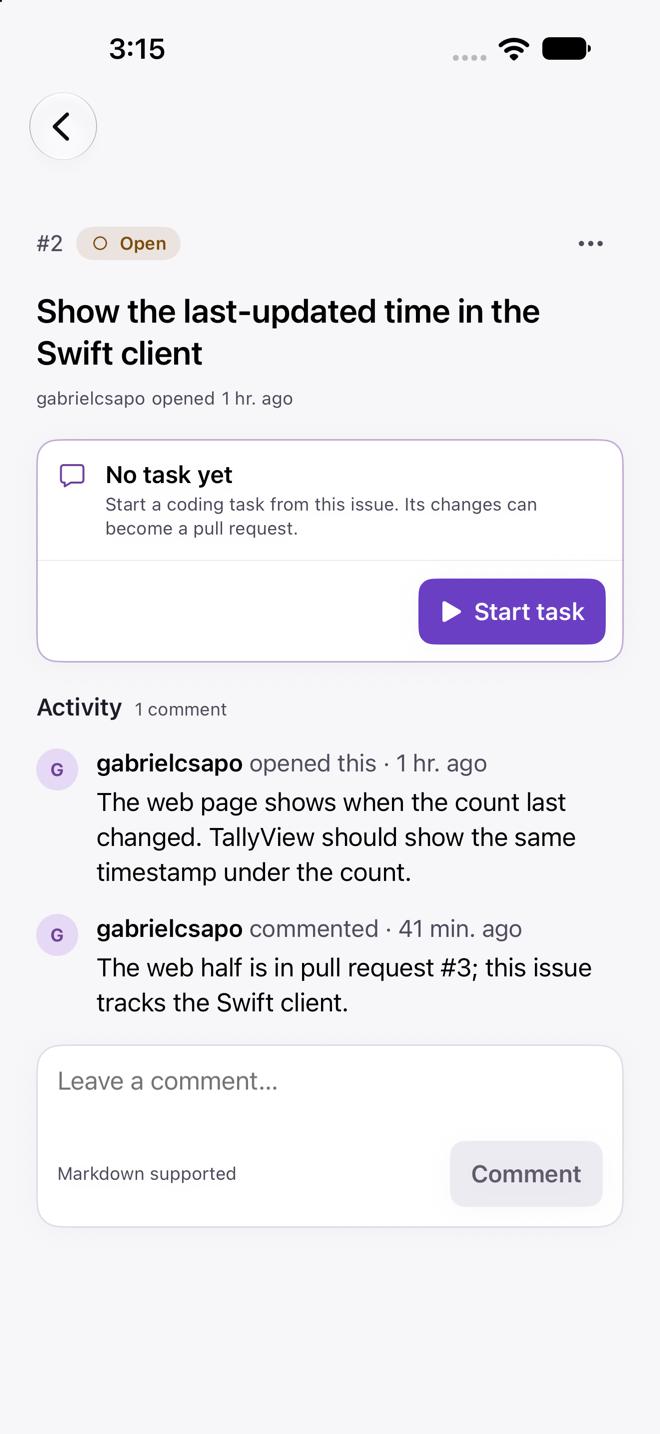 3:15
#2 Open
Show the last-updated time in the
Swift client
gabrielcsapo opened 1 hr. ago
No task yet
Start a coding task from this issue. Its changes can
become a pull request.
Start task
Activity 1 comment
G
gabrielcsapo opened this · 1 hr. ago
The web page shows when the count last
changed. TallyView should show the same
timestamp under the count.
G
gabrielcsapo commented · 41 min. ago
The web half is in pull request #3; this issue
tracks the Swift client.
Leave a comment...
Markdown supported
Comment